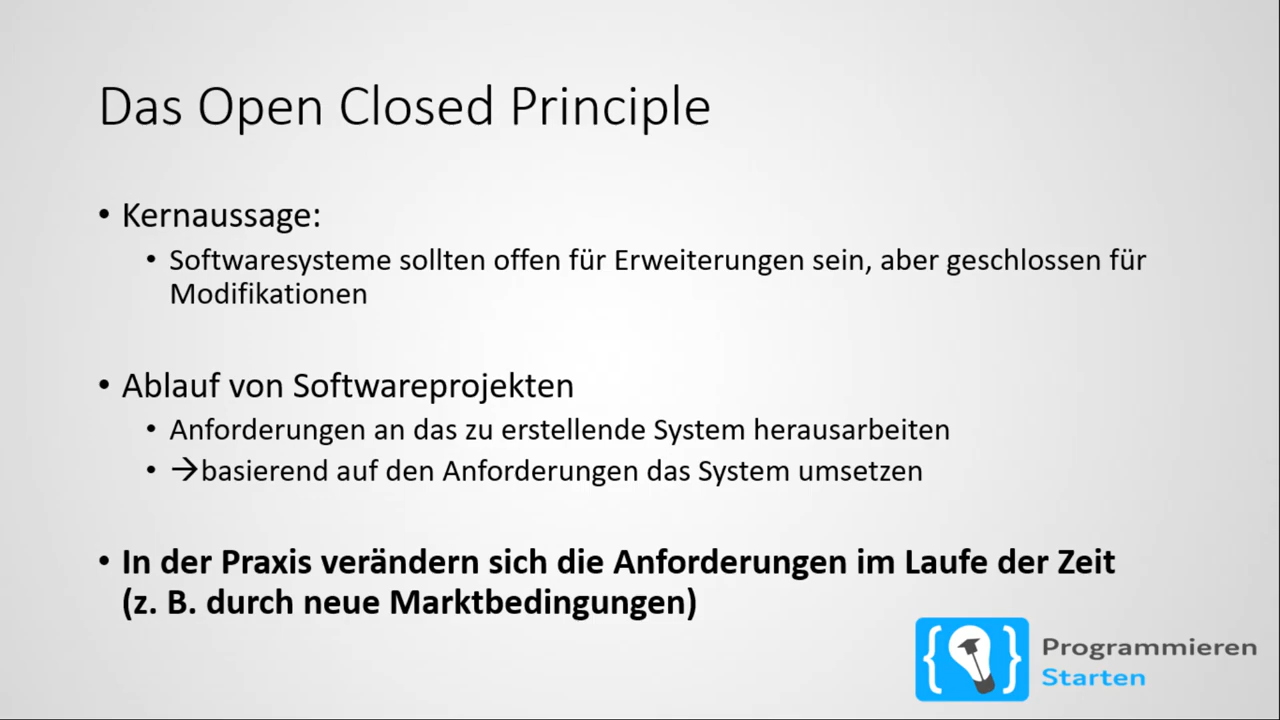 Das Open Closed Principle
• Kernaussage:
• Softwaresysteme sollten offen für Erweiterungen sein, aber geschlossen für
Modifikationen
• Ablauf von Softwareprojekten
• Anforderungen an das zu erstellende System herausarbeiten
• →basierend auf den Anforderungen das System umsetzen
• In der Praxis verändern sich die Anforderungen im Laufe der Zeit
(z. B. durch neue Marktbedingungen)
{ }
Programmieren
Starten